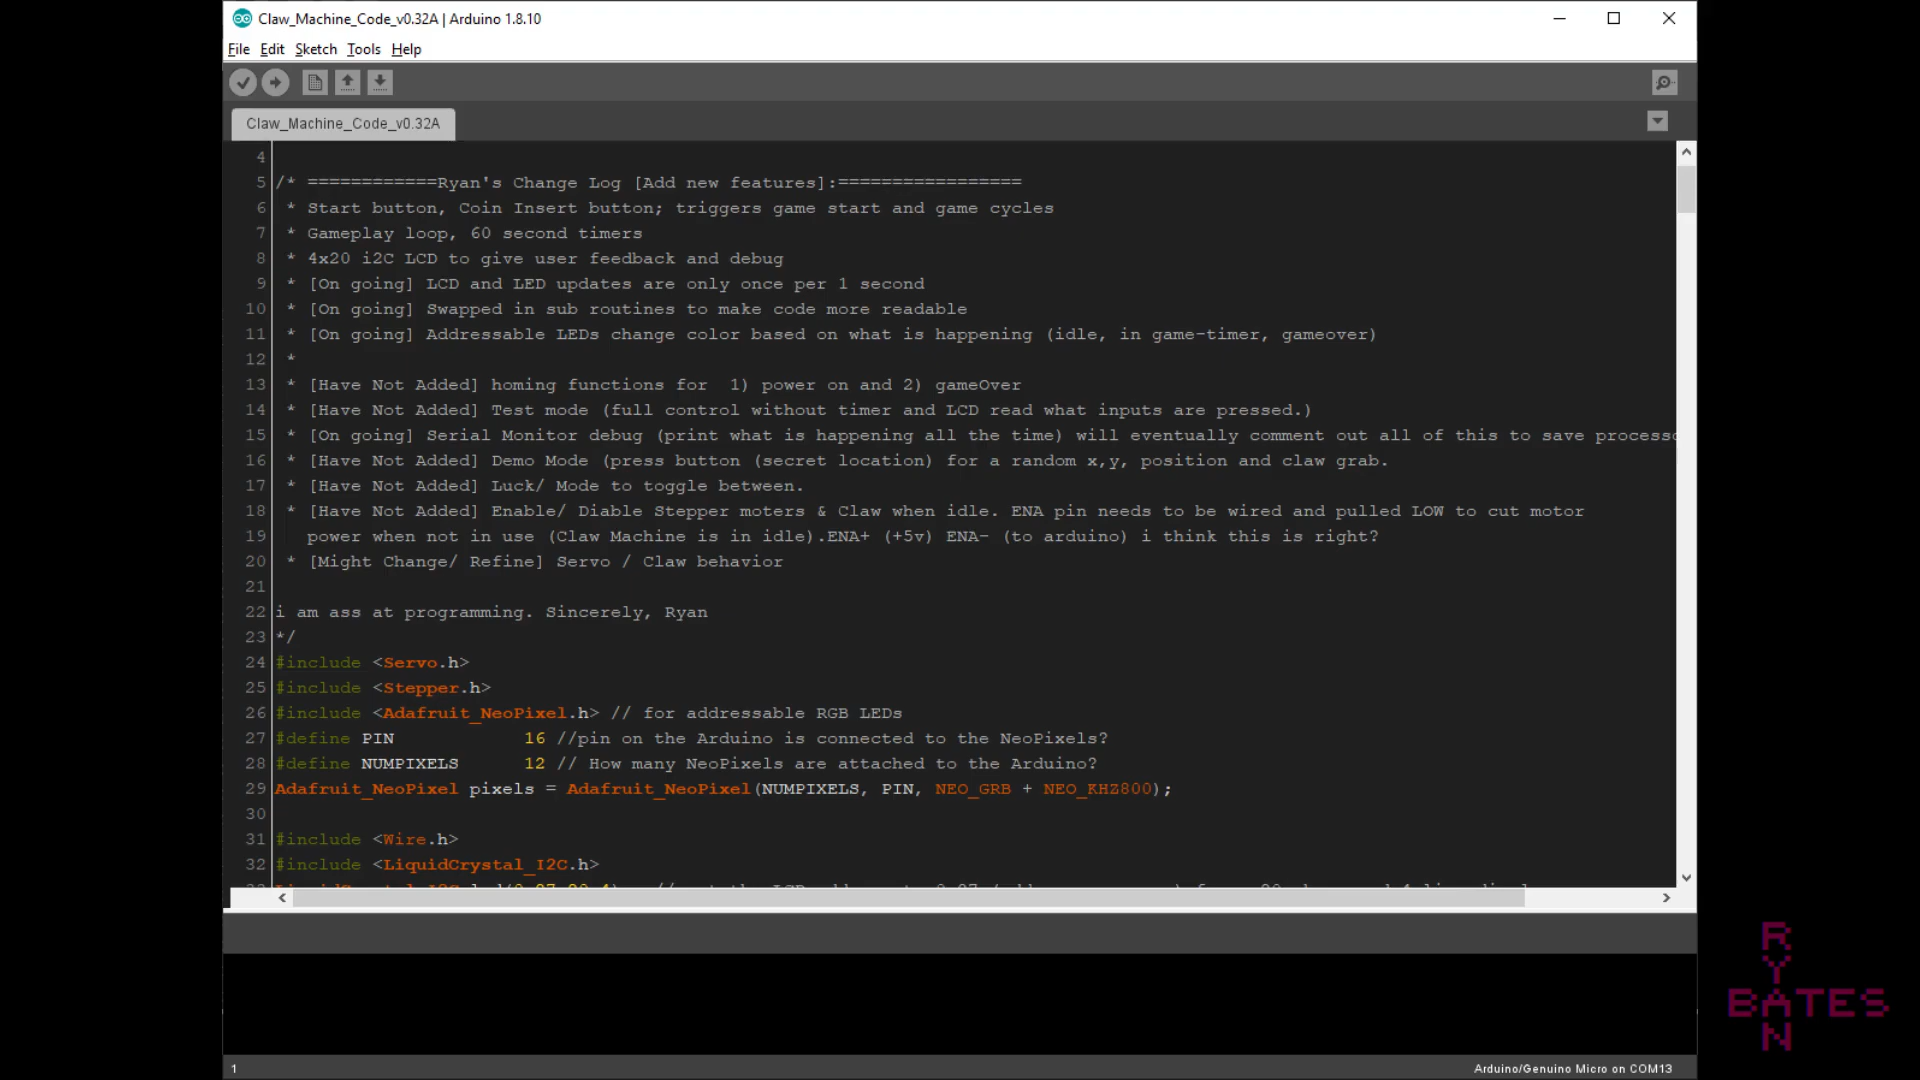 Claw_Machine_Code_v0.32A | Arduino 1.8.10
File Edit Sketch Tools Help
Claw_Machine_Code_v0.32A
4
5 /* ============Ryan's Change Log [Add new features]:=================
6 * Start button, Coin Insert button; triggers game start and game cycles
7 * Gameplay loop, 60 second timers
8 * 4x20 i2C LCD to give user feedback and debug
9 * [On going] LCD and LED updates are only once per 1 second
10 * [On going] Swapped in sub routines to make code more readable
11 * [On going] Addressable LEDs change color based on what is happening (idle, in game-timer, gameover)
12 *
13 * [Have Not Added] homing functions for  1) power on and 2) gameOver
14 * [Have Not Added] Test mode (full control without timer and LCD read what inputs are pressed.)
15 * [On going] Serial Monitor debug (print what is happening all the time) will eventually comment out all of this to save
16 * [Have Not Added] Demo Mode (press button (secret location) for a random x,y, position and claw grab.
17 * [Have Not Added] Luck/ Mode to toggle between.
18 * [Have Not Added] Enable/ Diable Stepper moters & Claw when idle. ENA pin needs to be wired and pulled LOW to cut motor
19 power when not in use (Claw Machine is in idle).ENA+ (+5v) ENA- (to arduino) i think this is right?
20 * [Might Change/ Refine] Servo / Claw behavior
21
22 i am ass at programming. Sincerely, Ryan
23 */
24 #include <Servo.h>
25 #include <Stepper.h>
26 #include <Adafruit_NeoPixel.h> // for addressable RGB LEDs
27 #define PIN 16 //pin on the Arduino is connected to the NeoPixels?
28 #define NUMPIXELS 12 // How many NeoPixels are attached to the Arduino?
29 Adafruit_NeoPixel pixels = Adafruit_NeoPixel(NUMPIXELS, PIN, NEO_GRB + NEO_KHZ800);
30
31 #include <Wire.h>
32 #include <LiquidCrystal_I2C.h>
1
Arduino/Genuino Micro on COM13
RYAN
BATES